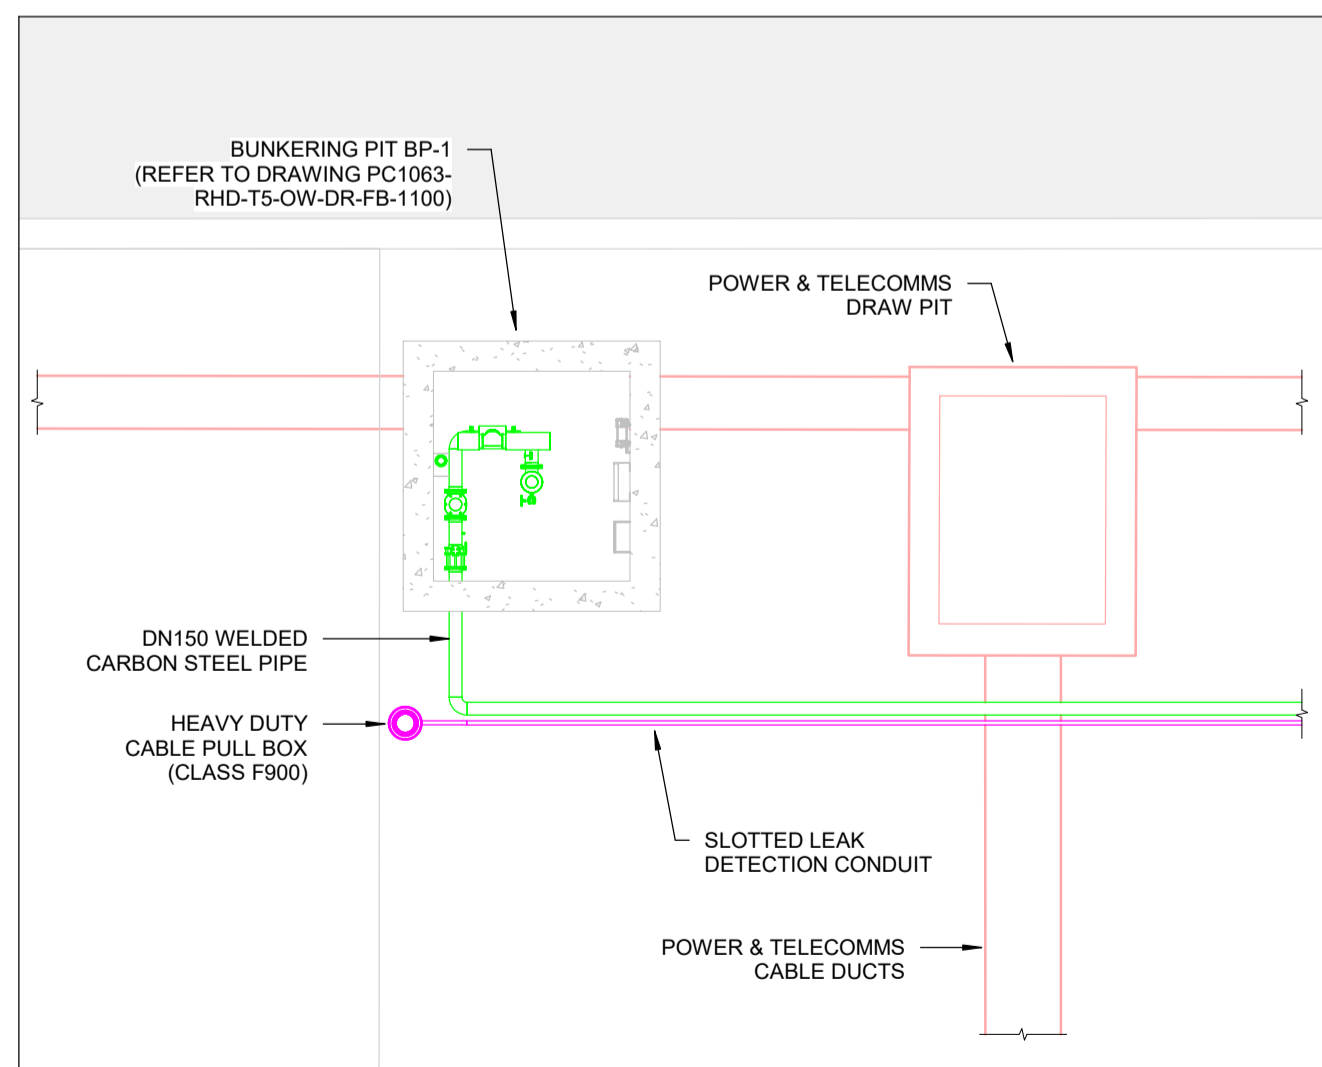 BUNKERING PIT BP-1
(REFER TO DRAWING PC1063-
RHD-T5-OW-DR-FB-1100)
POWER & TELECOMMS
DRAW PIT
DN150 WELDED
CARBON STEEL PIPE
HEAVY DUTY
CABLE PULL BOX
(CLASS F900)
SLOTTED LEAK
DETECTION CONDUIT
POWER & TELECOMMS
CABLE DUCTS